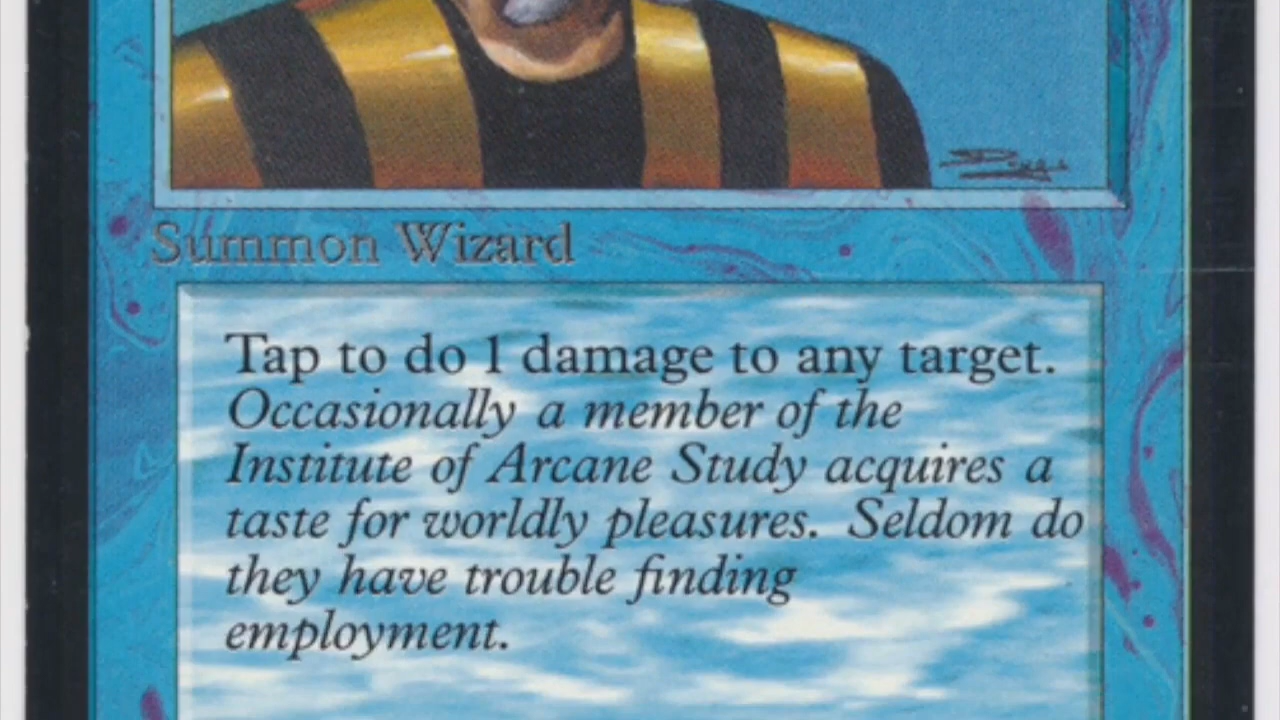 Summon Wizard
Tap to do 1 damage to any target.
Occasionally a member of the
Institute of Arcane Study acquires a
taste for worldly pleasures. Seldom do
they have trouble finding
employment.